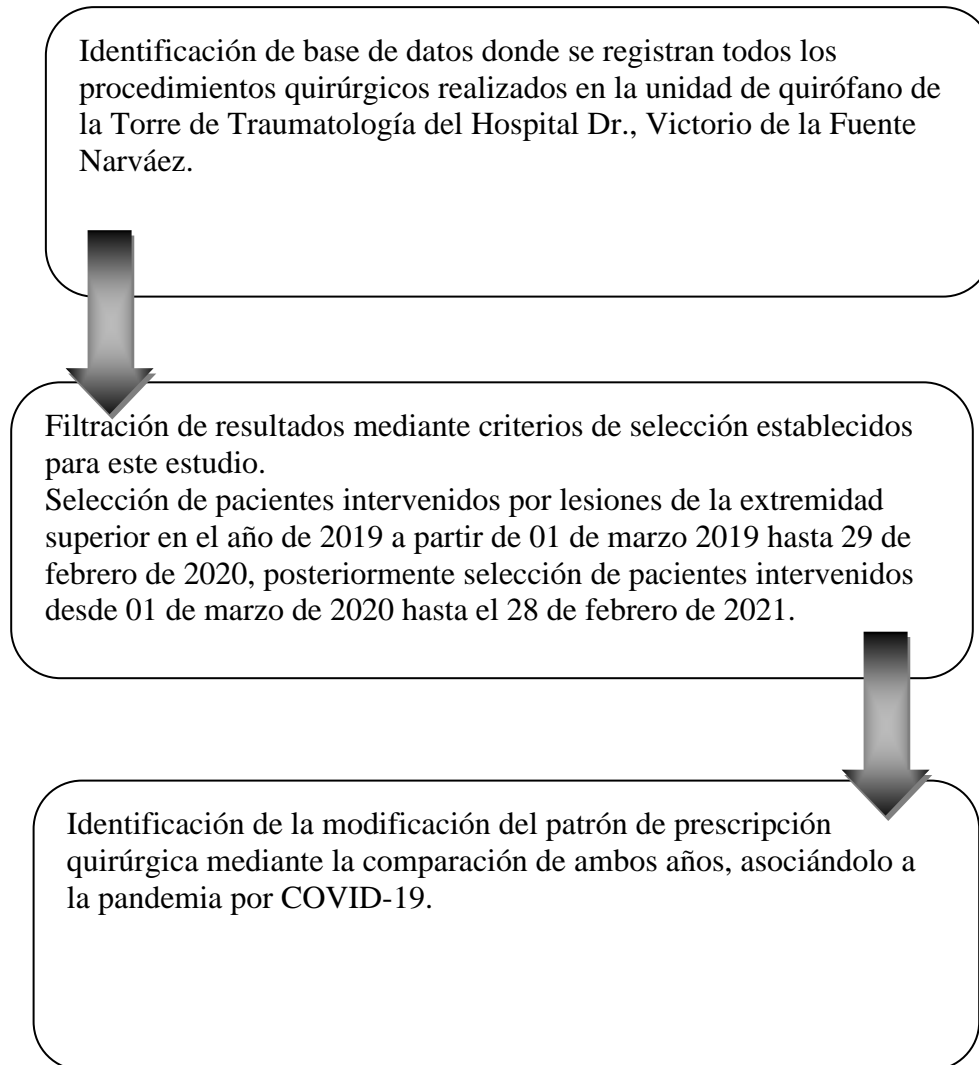 Identificación de base de datos donde se registran todos los
procedimientos quirúrgicos realizados en la unidad de quirófano de
la Torre de Traumatología del Hospital Dr., Victorio de la Fuente
Narváez.
Filtración de resultados mediante criterios de selección establecidos
para este estudio.
Selección de pacientes intervenidos por lesiones de la extremidad
superior en el año de 2019 a partir de 01 de marzo 2019 hasta 29 de
febrero de 2020, posteriormente selección de pacientes intervenidos
desde 01 de marzo de 2020 hasta el 28 de febrero de 2021.
Identificación de la modificación del patrón de prescripción
quirúrgica mediante la comparación de ambos años, asociándolo a
la pandemia por COVID-19.